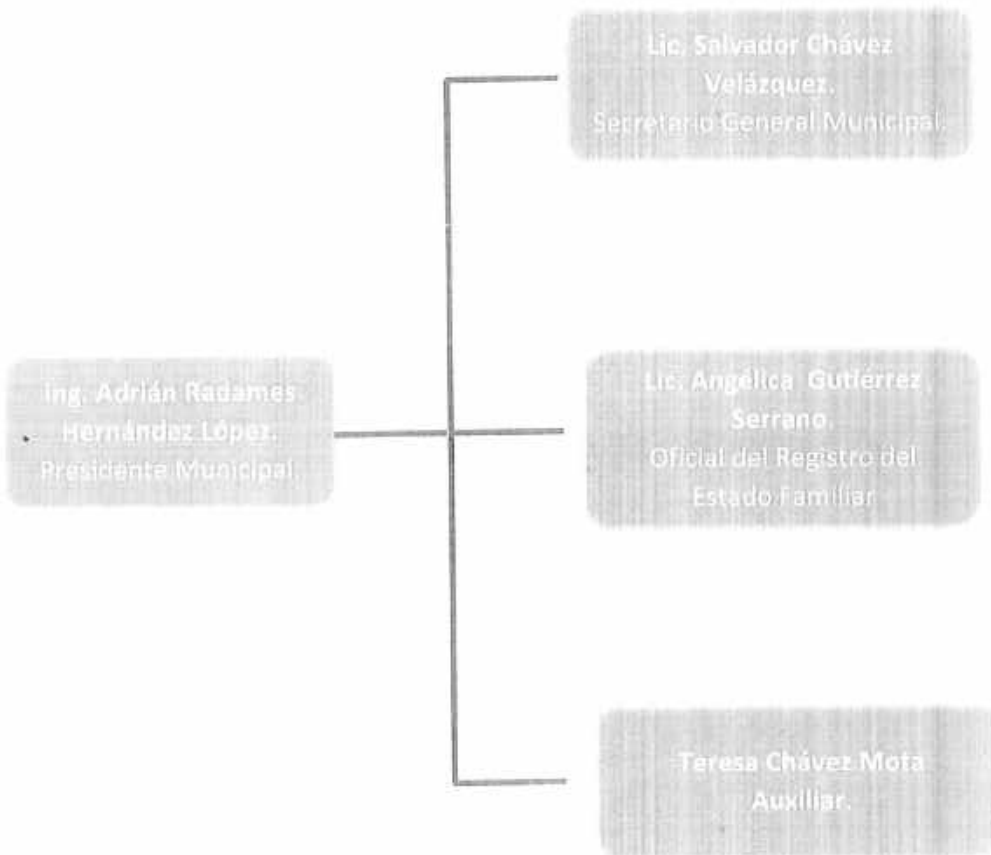 Lic. Salvador Chávez
Velázquez.
Secretario General Municipal.
Ing. Adrián Radames
Hernández López.
Presidente Municipal.
Lic. Angélica Gutiérrez
Serrano.
Oficial del Registro del
Estado Familiar
Teresa Chávez Mota
Auxiliar.